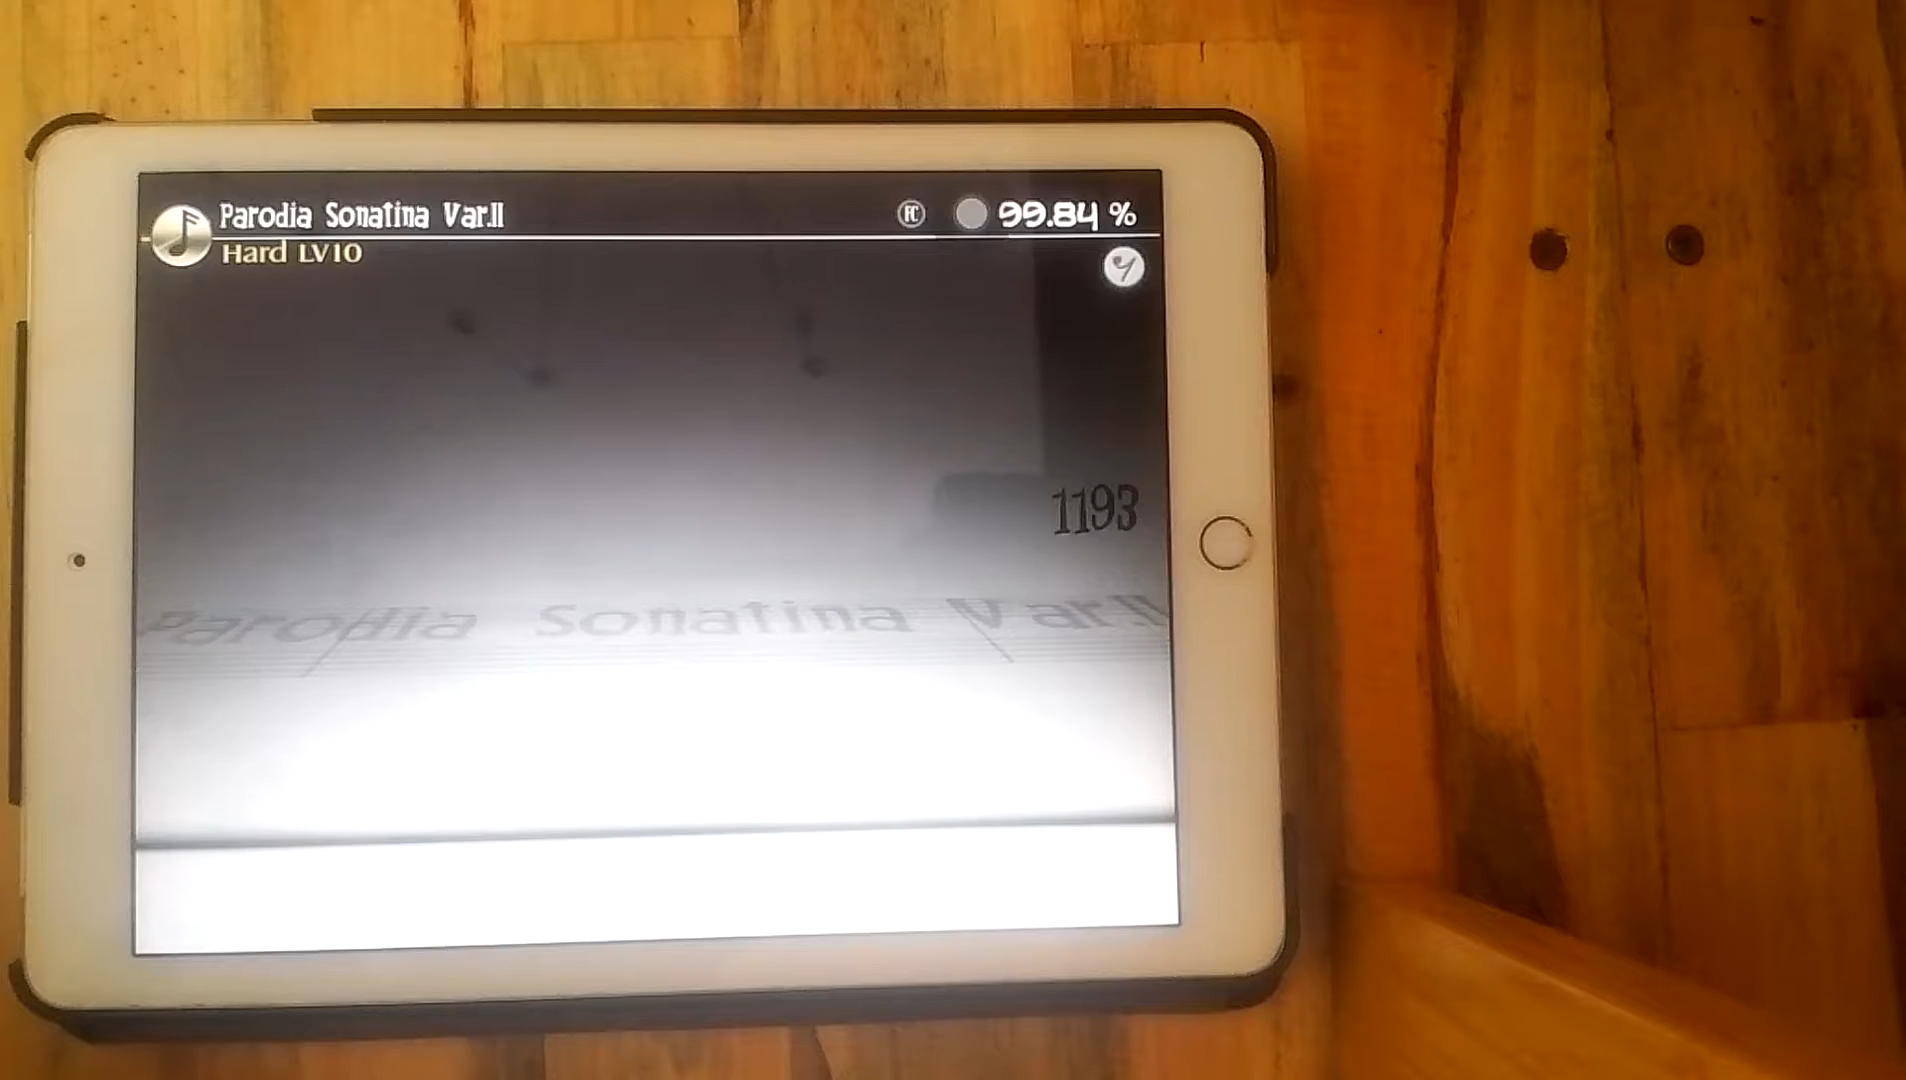 Parodia Sonatina Var.II
FC 99.84 %
Hard LV10
1193
Parodia Sonatina Var.II